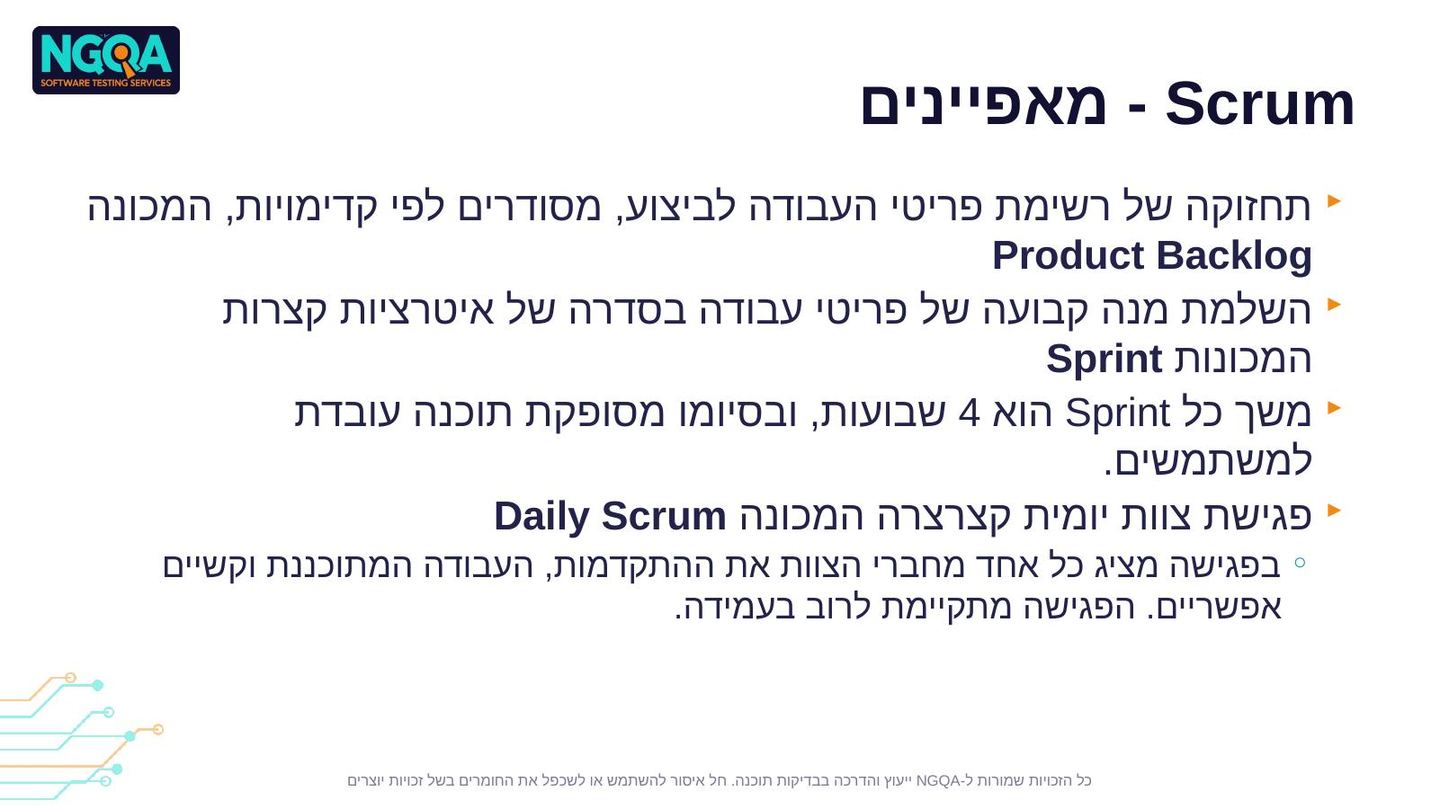 NGQA
SOFTWARE TESTING SERVICES
Scrum - מאפיינים
תחזוקה של רשימת פריטי העבודה לביצוע, מסודרים לפי קדימויות, המכונה
Product Backlog
השלמת מנה קבועה של פריטי עבודה בסדרה של איטרציות קצרות
המכונות Sprint
משך כל Sprint הוא 4 שבועות, ובסיומו מסופקת תוכנה עובדת
למשתמשים.
פגישת צוות יומית קצרצרה המכונה Daily Scrum
בפגישה מציג כל אחד מחברי הצוות את ההתקדמות, העבודה המתוכננת וקשיים
אפשריים. הפגישה מתקיימת לרוב בעמידה.
כל הזכויות שמורות ל-NGQA ייעוץ והדרכה בבדיקות תוכנה. חל איסור להשתמש או לשכפל את החומרים בשל זכויות יוצרים